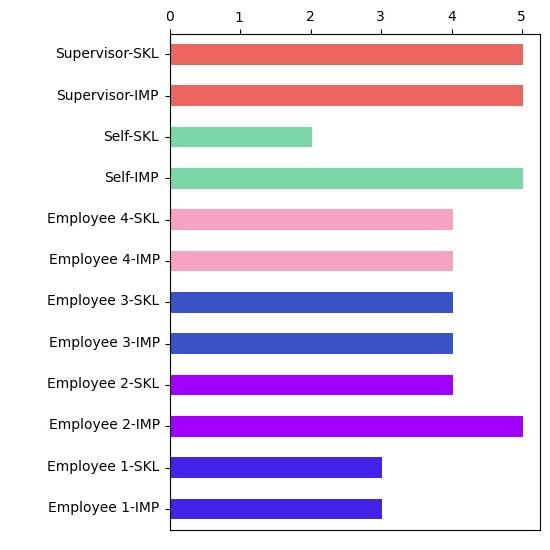 0 1 2 3 4 5
Supervisor-SKL
Supervisor-IMP
Self-SKL
Self-IMP
Employee 4-SKL
Employee 4-IMP
Employee 3-SKL
Employee 3-IMP
Employee 2-SKL
Employee 2-IMP
Employee 1-SKL
Employee 1-IMP